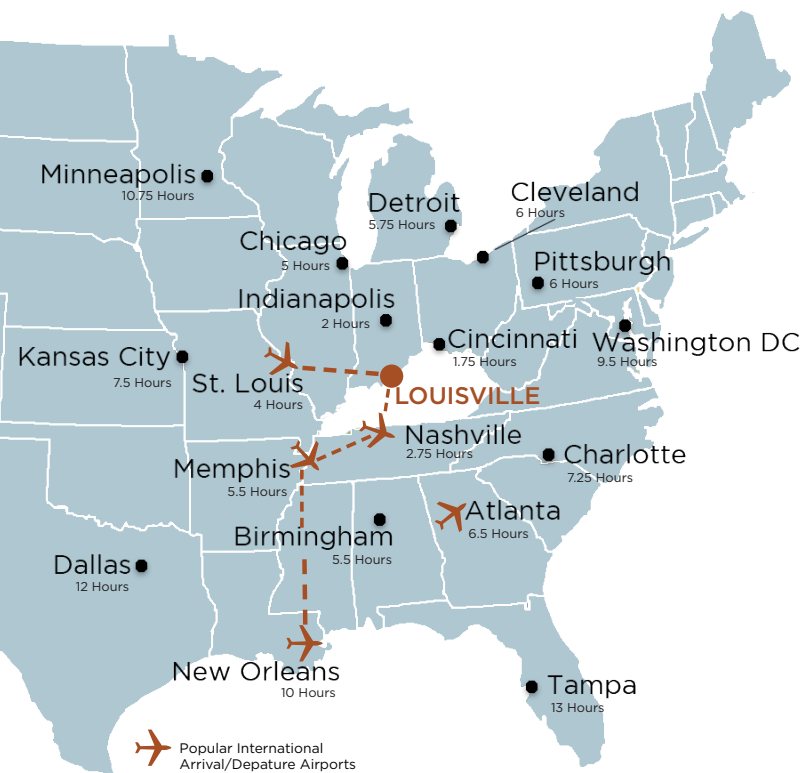 Minneapolis
10.75 Hours
Cleveland
6 Hours
Detroit
5.75 Hours
Chicago
5 Hours
Pittsburgh
6 Hours
Indianapolis
2 Hours
Cincinnati
1.75 Hours
Washington DC
9.5 Hours
Kansas City
7.5 Hours
St. Louis
4 Hours
LOUISVILLE
Nashville
2.75 Hours
Memphis
5.5 Hours
Charlotte
7.25 Hours
Atlanta
6.5 Hours
Birmingham
5.5 Hours
Dallas
12 Hours
New Orleans
10 Hours
Tampa
13 Hours
Popular International
Arrival/Depature Airports